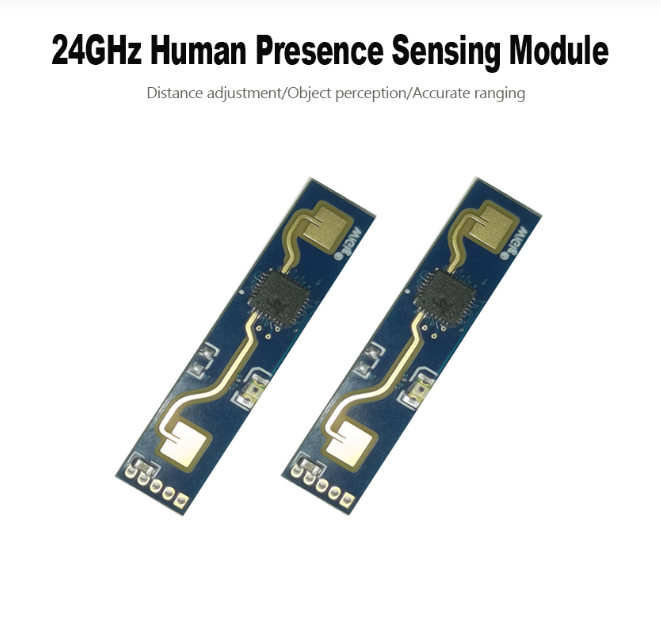 24GHz Human Presence Sensing Module
Distance adjustment/Object perception/Accurate ranging